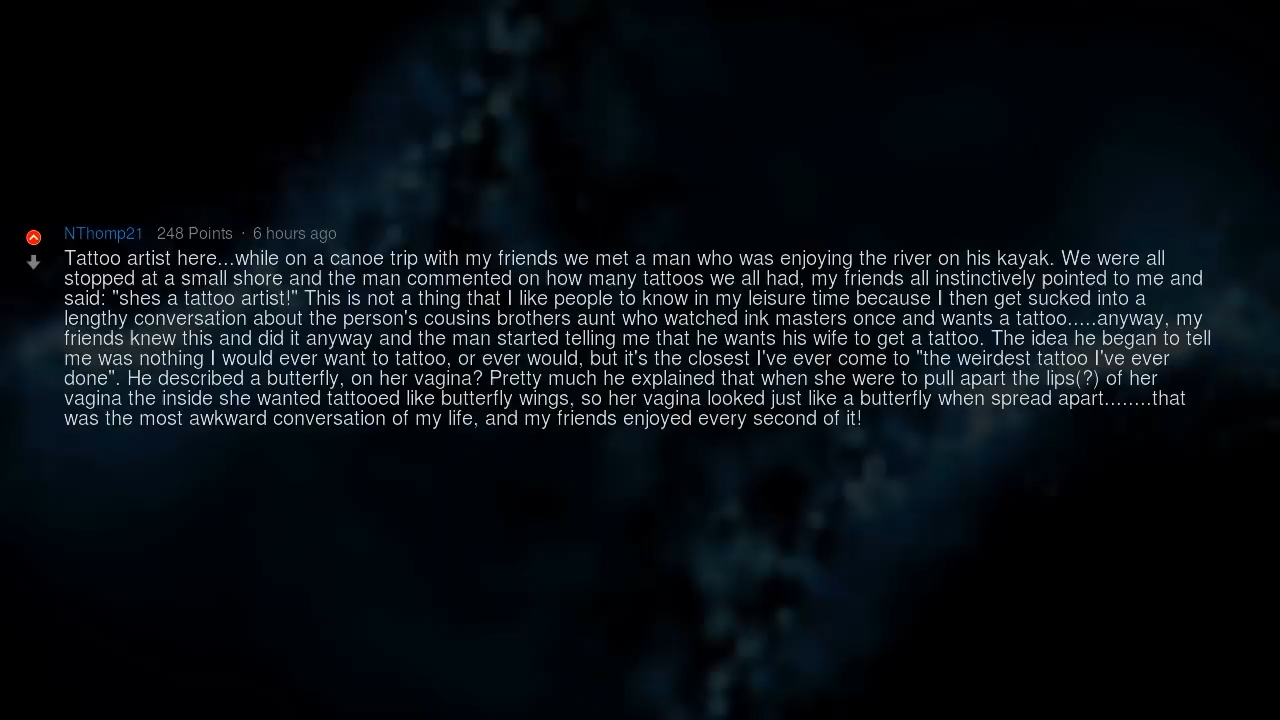 NThomp21 248 Points · 6 hours ago
Tattoo artist here...while on a canoe trip with my friends we met a man who was enjoying the river on his kayak. We were all
stopped at a small shore and the man commented on how many tattoos we all had, my friends all instinctively pointed to me and
said: "shes a tattoo artist!" This is not a thing that I like people to know in my leisure time because I then get sucked into a
lengthy conversation about the person's cousins brothers aunt who watched ink masters once and wants a tattoo.....anyway, my
friends knew this and did it anyway and the man started telling me that he wants his wife to get a tattoo. The idea he began to tell
me was nothing I would ever want to tattoo, or ever would, but it's the closest I've ever come to "the weirdest tattoo I've ever
done". He described a butterfly, on her vagina? Pretty much he explained that when she were to pull apart the lips(?) of her
vagina the inside she wanted tattooed like butterfly wings, so her vagina looked just like a butterfly when spread apart........that
was the most awkward conversation of my life, and my friends enjoyed every second of it!